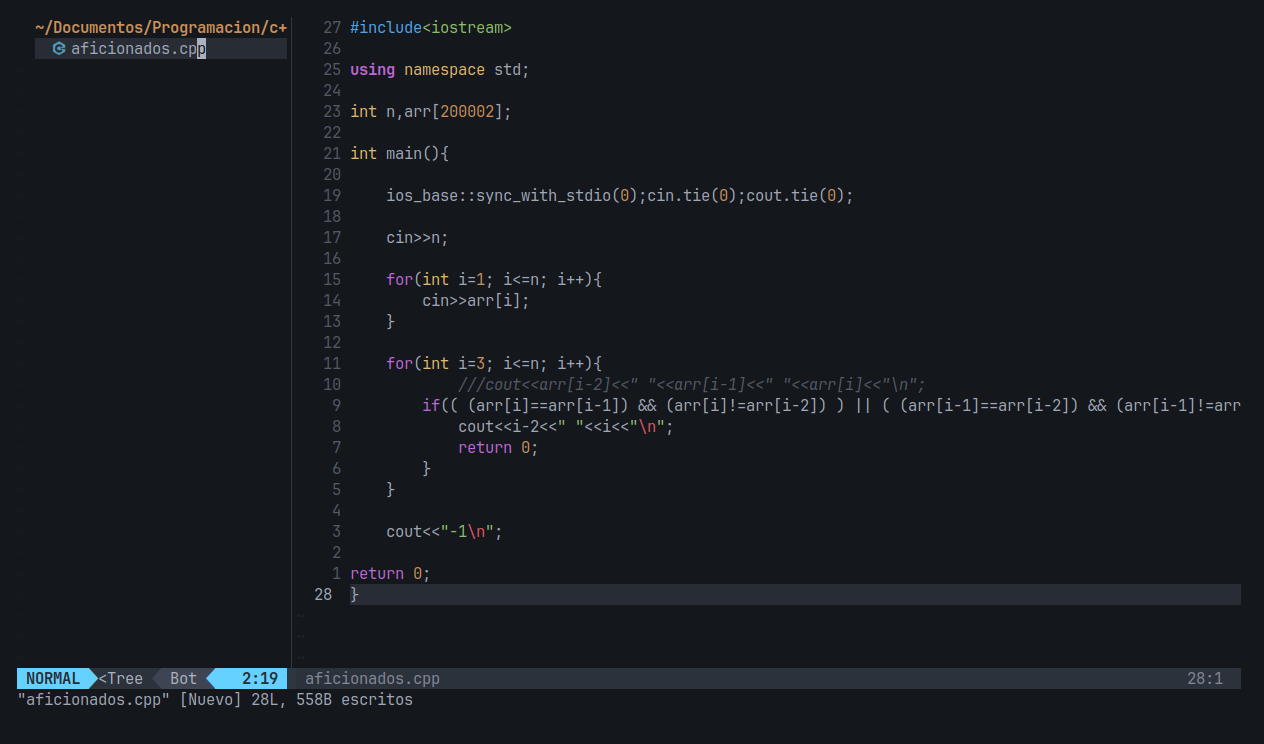 ~/Documentos/Programacion/c+
aficionados.cpp
27 #include<iostream>
26
25 using namespace std;
24
23 int n,arr[200002];
22
21 int main(){
20
19     ios_base::sync_with_stdio(0);cin.tie(0);cout.tie(0);
18
17     cin>>n;
16
15     for(int i=1; i<=n; i++){
14         cin>>arr[i];
13     }
12
11     for(int i=3; i<=n; i++){
10             ///cout<<arr[i-2]<<" "<<arr[i-1]<<" "<<arr[i]<<"\n";
9         if(( (arr[i]==arr[i-1]) && (arr[i]!=arr[i-2]) ) || ( (arr[i-1]==arr[i-2]) && (arr[i-1]!=arr
8             cout<<i-2<<" "<<i<<"\n";
7             return 0;
6         }
5     }
4
3     cout<<"-1\n";
2
1 return 0;
28 }
~
~
~
NORMAL <Tree Bot 2:19 aficionados.cpp 28:1
"aficionados.cpp" [Nuevo] 28L, 558B escritos